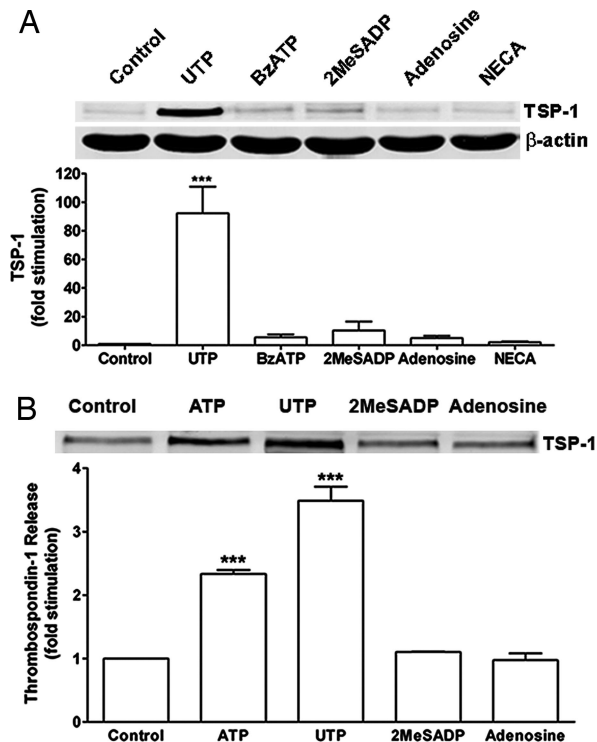 A
Control UTP BzATP 2MeSADP Adenosine NECA
TSP-1
β-actin
TSP-1
(fold stimulation)
120
100
80
60
40
20
0
***
Control UTP BzATP 2MeSADP Adenosine NECA
B
Control ATP UTP 2MeSADP Adenosine
TSP-1
Thrombospondin-1 Release
(fold stimulation)
4
3
2
1
0
***
***
Control ATP UTP 2MeSADP Adenosine